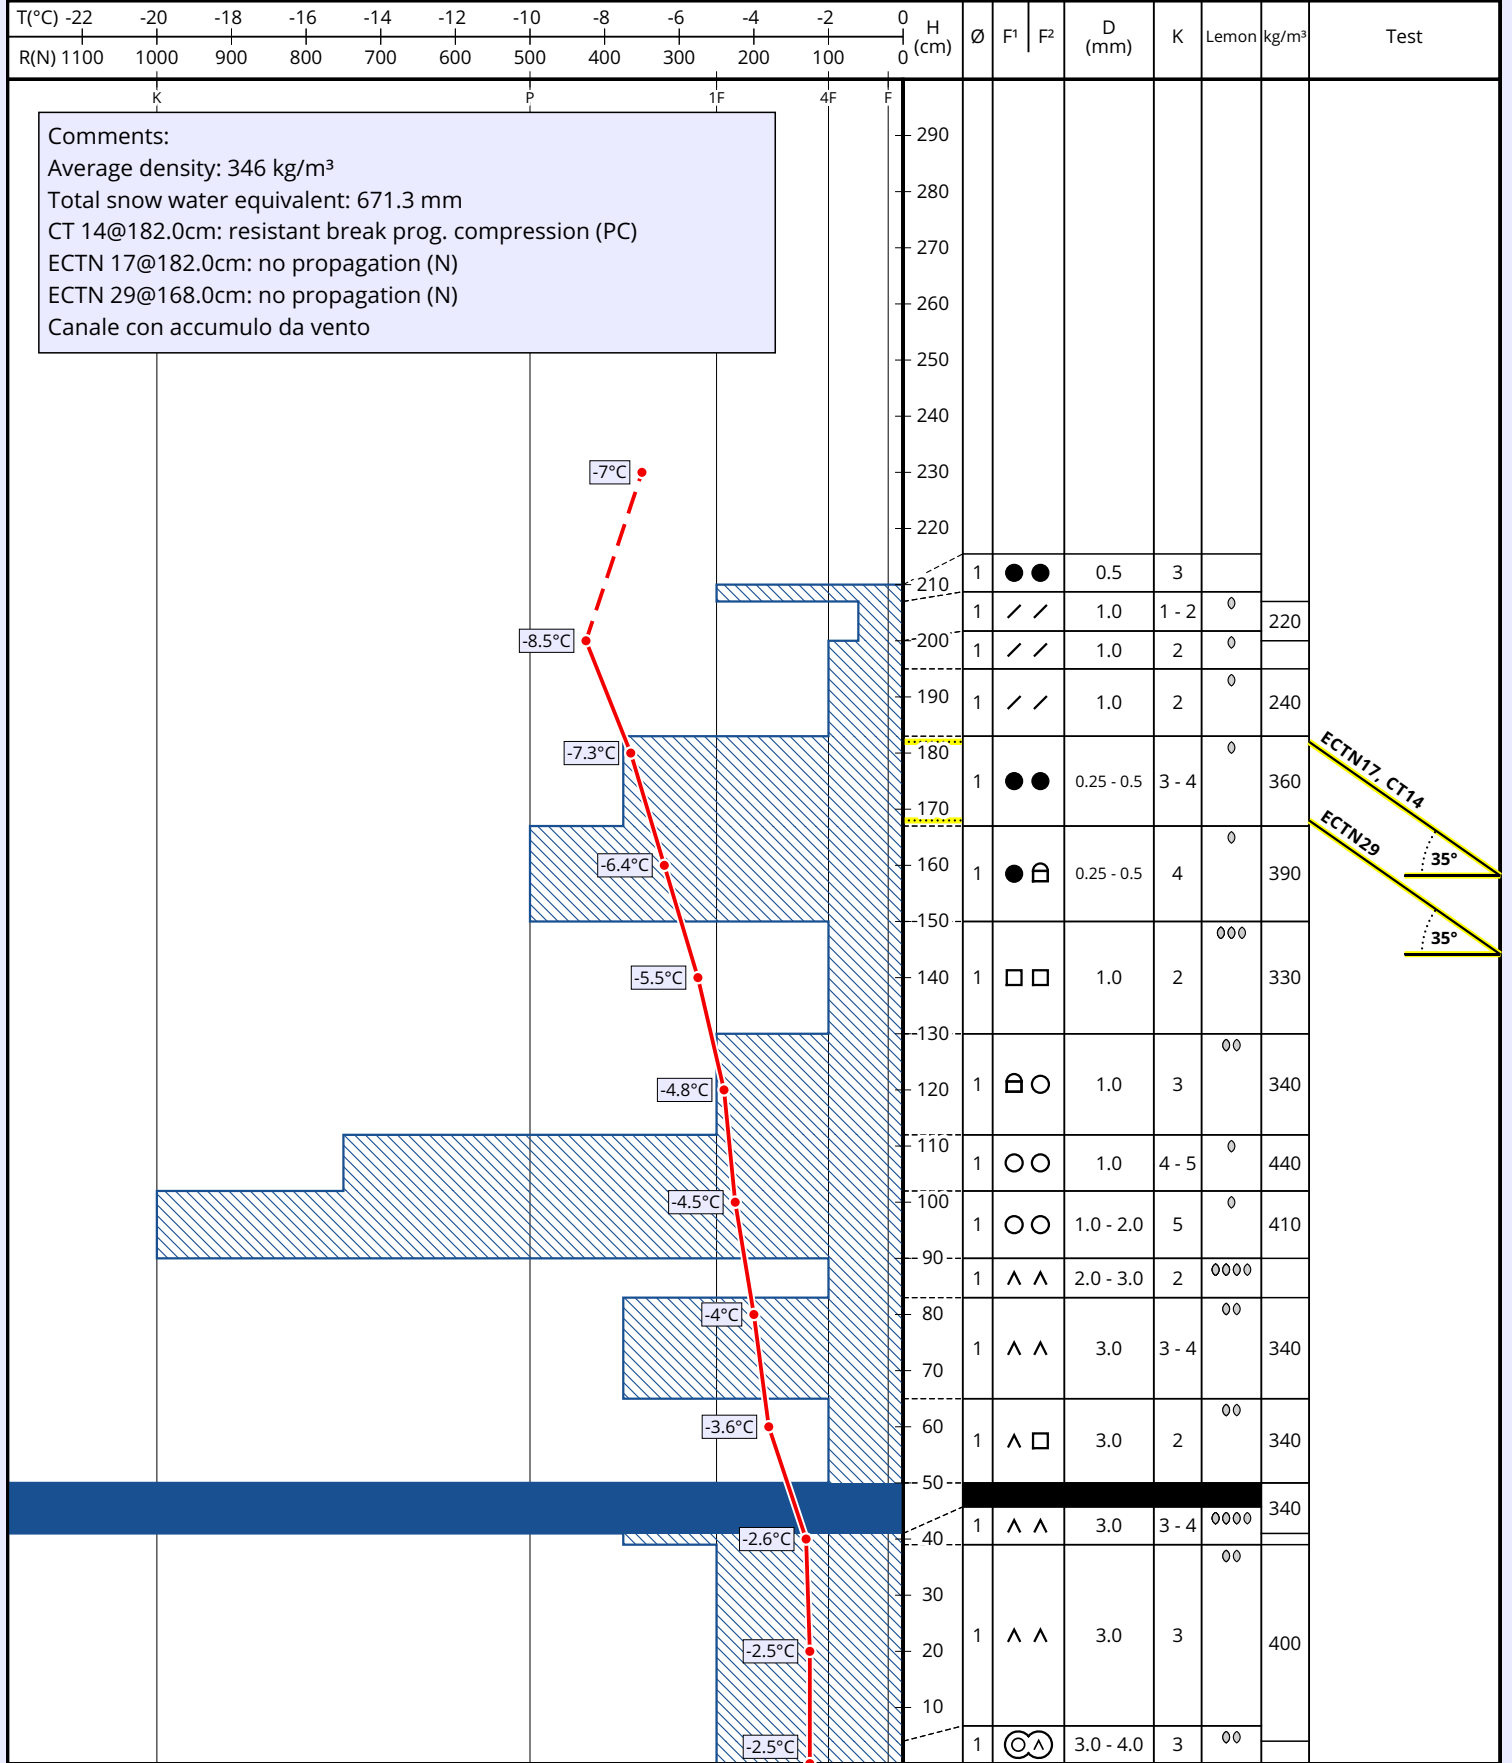 T(°C) -22 -20 -18 -16 -14 -12 -10 -8 -6 -4 -2 0
R(N) 1100 1000 900 800 700 600 500 400 300 200 100 0
H (cm) Ø F¹ F² D (mm) K Lemon kg/m³ Test
K P 1F 4F F
Comments:
Average density: 346 kg/m³
Total snow water equivalent: 671.3 mm
CT 14@182.0cm: resistant break prog. compression (PC)
ECTN 17@182.0cm: no propagation (N)
ECTN 29@168.0cm: no propagation (N)
Canale con accumulo da vento
290
280
270
260
250
240
-7°C 230
220
1 0.5 3
210
1 1.0 1 - 2 220
-8.5°C 200
1 1.0 2
190
1 1.0 2 240
-7.3°C 180
1 0.25 - 0.5 3 - 4 360
170
ECTN17, CT14
35°
-6.4°C 160
1 0.25 - 0.5 4 390
ECTN29
35°
150
-5.5°C 140
1 1.0 2 330
130
-4.8°C 120
1 1.0 3 340
110
1 1.0 4 - 5 440
-4.5°C 100
1 1.0 - 2.0 5 410
90
1 2.0 - 3.0 2
-4°C 80
1 3.0 3 - 4 340
70
-3.6°C 60
1 3.0 2 340
50
340
1 3.0 3 - 4
-2.6°C 40
30
1 3.0 3 400
-2.5°C 20
10
-2.5°C
1 3.0 - 4.0 3